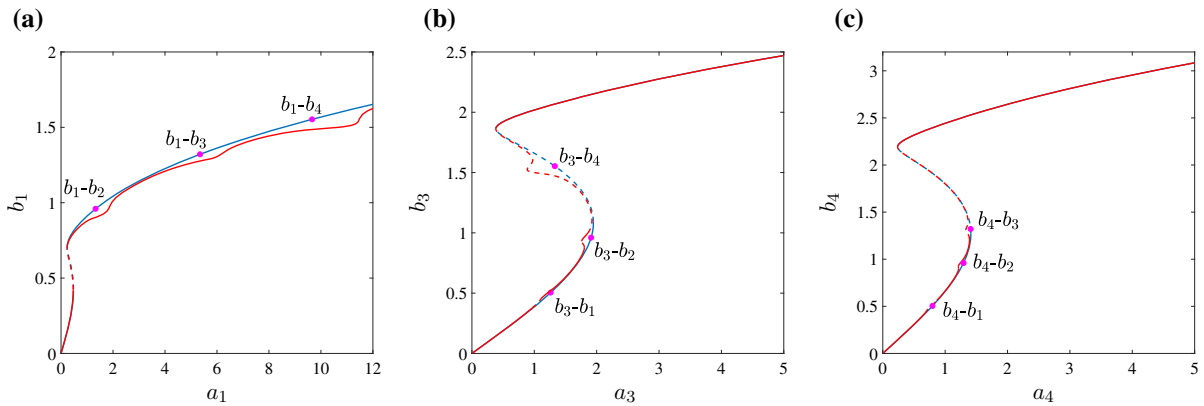 (a)
2
1.5
1
0.5
0
0 2 4 6 8 10 12
b₁
a₁
b₁-b₂
b₁-b₃
b₁-b₄
(b)
2.5
2
1.5
1
0.5
0
0 1 2 3 4 5
b₃
a₃
b₃-b₄
b₃-b₂
b₃-b₁
(c)
3
2.5
2
1.5
1
0.5
0
0 1 2 3 4 5
b₄
a₄
b₄-b₃
b₄-b₂
b₄-b₁